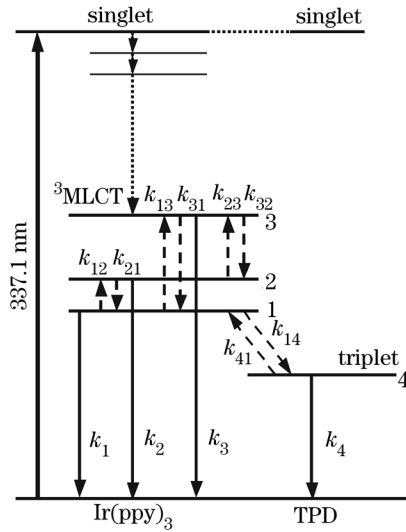 singlet singlet
337.1 nm
³MLCT k₁₃ k₃₁ k₂₃ k₃₂
3
k₁₂ k₂₁
2
1
k₄₁ k₁₄
triplet
4
k₁ k₂ k₃ k₄
Ir(ppy)₃ TPD